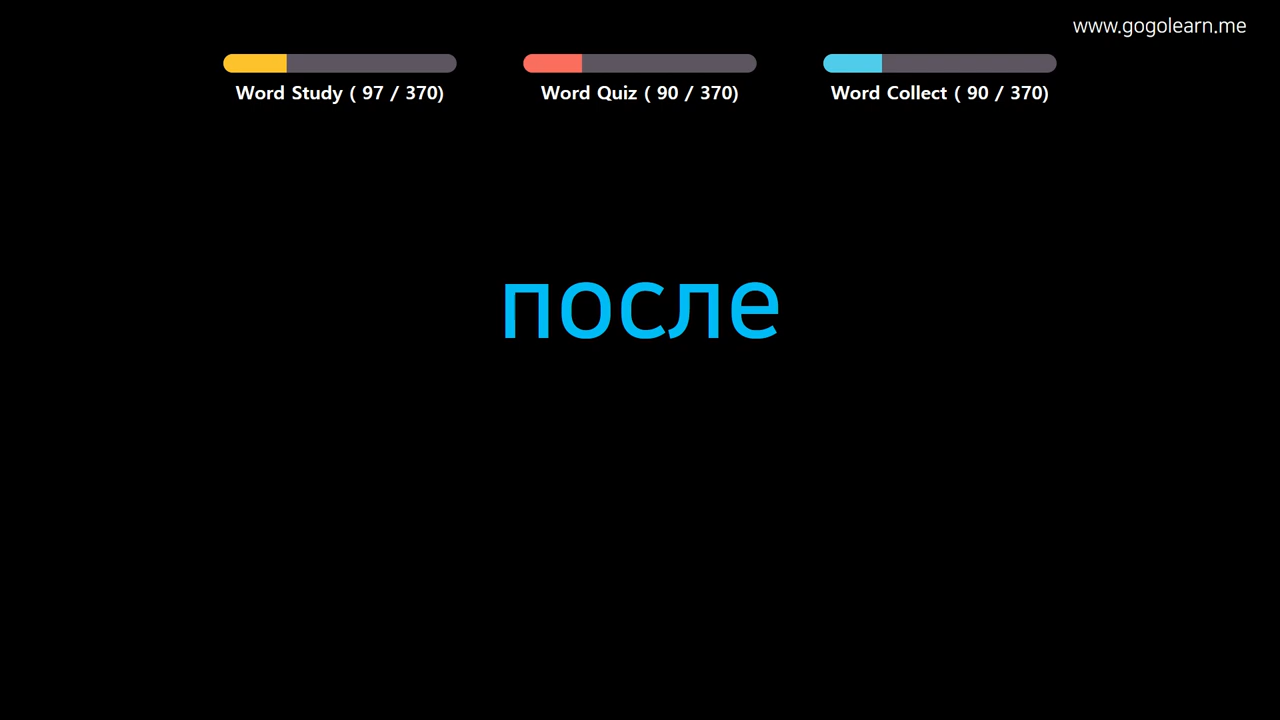 www.gogolearn.me
Word Study ( 97 / 370)
Word Quiz ( 90 / 370)
Word Collect ( 90 / 370)
после